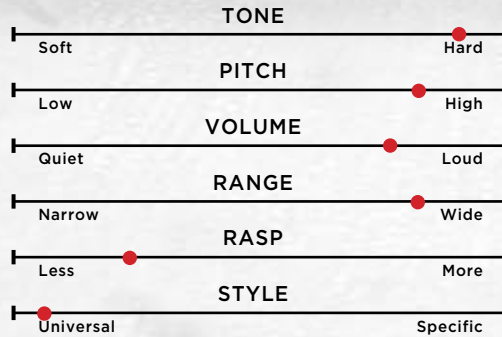 TONE
Soft Hard
PITCH
Low High
VOLUME
Quiet Loud
RANGE
Narrow Wide
RASP
Less More
STYLE
Universal Specific